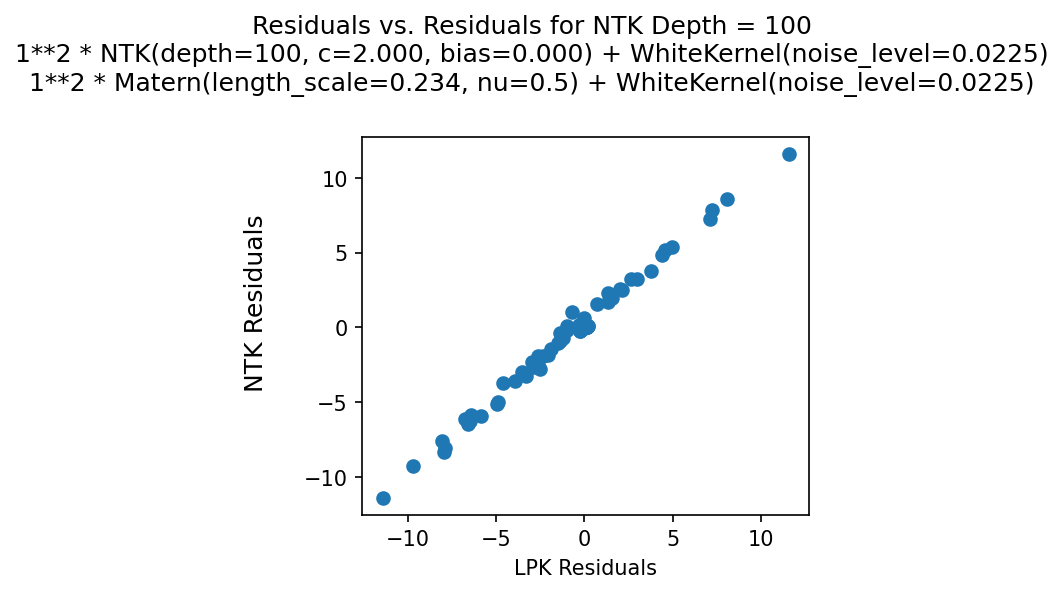 Residuals vs. Residuals for NTK Depth = 100
1**2 * NTK(depth=100, c=2.000, bias=0.000) + WhiteKernel(noise_level=0.0225)
1**2 * Matern(length_scale=0.234, nu=0.5) + WhiteKernel(noise_level=0.0225)
NTK Residuals
10
5
0
−5
−10
−10 −5 0 5 10
LPK Residuals